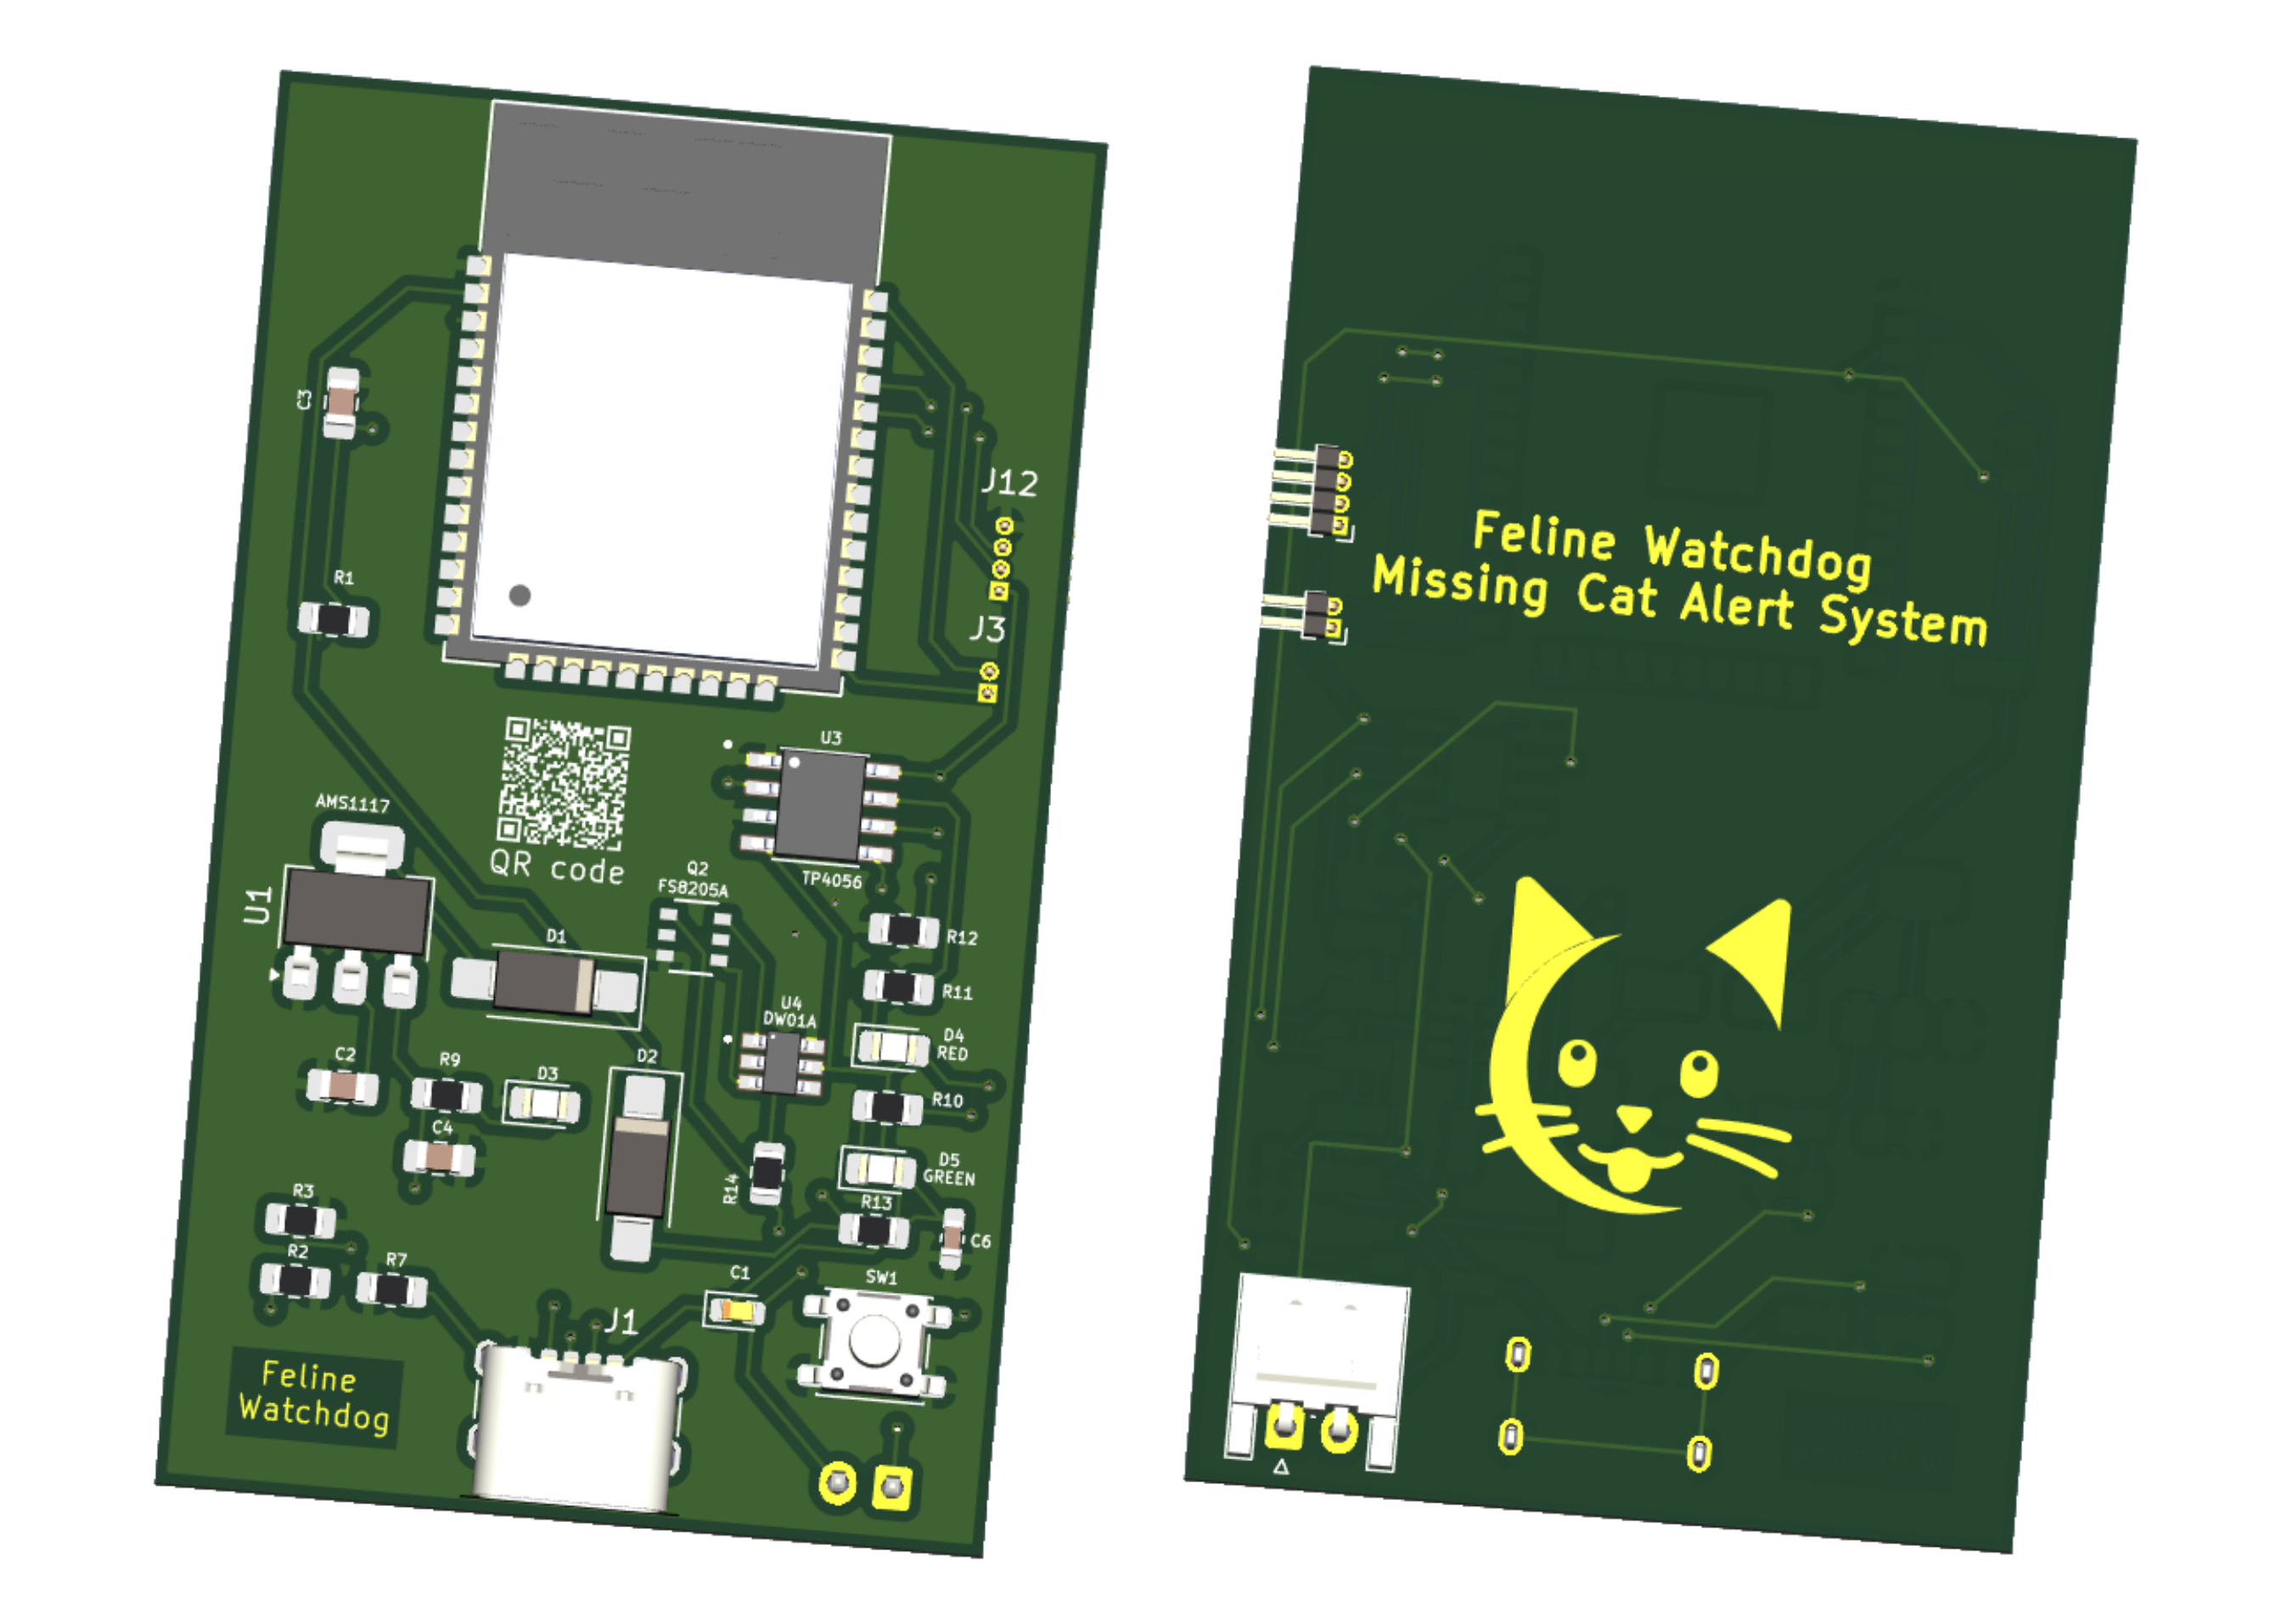 J12
C3
R1
J3
U3
AMS1117
QR code
TP4056
Q2
FS8205A
U1
D1
R12
R11
U4
DW01A
D4
RED
C2
R9
D3
D2
R10
C4
D5
GREEN
R14
R3
R13
R2
R7
C6
C1
SW1
J1
Feline
Watchdog
Feline Watchdog
Missing Cat Alert System